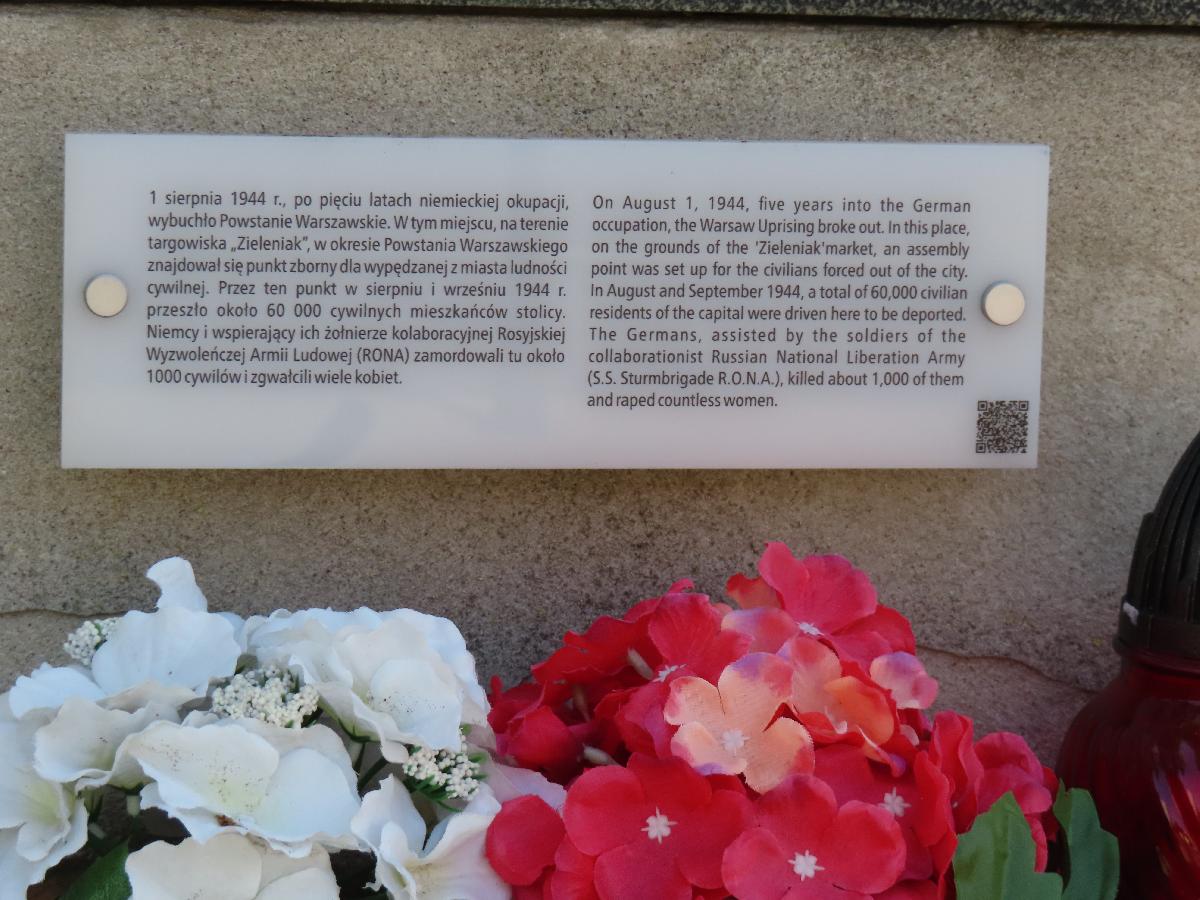 1 sierpnia 1944 r., po pięciu latach niemieckiej okupacji,
wybuchło Powstanie Warszawskie. W tym miejscu, na terenie
targowiska „Zieleniak”, w okresie Powstania Warszawskiego
znajdował się punkt zborny dla wypędzanej z miasta ludności
cywilnej. Przez ten punkt w sierpniu i wrześniu 1944 r.
przeszło około 60 000 cywilnych mieszkańców stolicy.
Niemcy i wspierający ich żołnierze kolaboracyjnej Rosyjskiej
Wyzwoleńczej Armii Ludowej (RONA) zamordowali tu około
1000 cywilów i zgwałcili wiele kobiet.
On August 1, 1944, five years into the German
occupation, the Warsaw Uprising broke out. In this place,
on the grounds of the 'Zieleniak'market, an assembly
point was set up for the civilians forced out of the city.
In August and September 1944, a total of 60,000 civilian
residents of the capital were driven here to be deported.
The Germans, assisted by the soldiers of the
collaborationist Russian National Liberation Army
(S.S. Sturmbrigade R.O.N.A.), killed about 1,000 of them
and raped countless women.